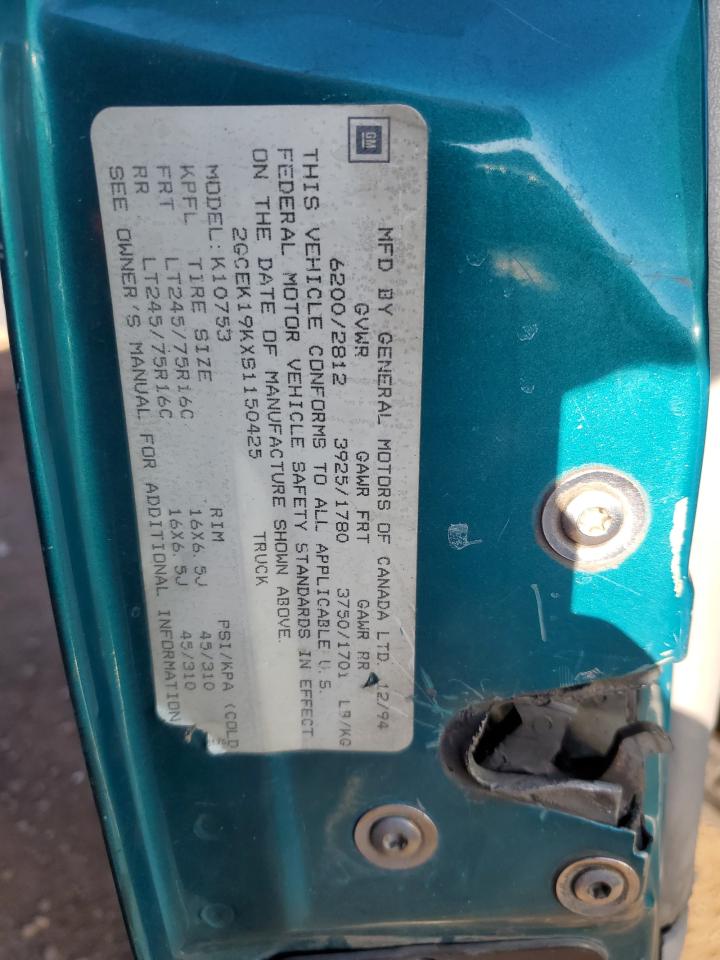 GM
MFD BY GENERAL MOTORS OF CANADA LTD. 12/94
GVWR GAWR FRT GAWR RR
6200/2812 3925/1780 3750/1701 LB/KG
THIS VEHICLE CONFORMS TO ALL APPLICABLE U.S.
FEDERAL MOTOR VEHICLE SAFETY STANDARDS IN EFFECT
ON THE DATE OF MANUFACTURE SHOWN ABOVE.
2GCEK19KXS1150425 TRUCK
MODEL:K10753
KPFL TIRE SIZE RIM PSI/KPA (COLD
FRT LT245/75R16C 16X6.5J 45/310
RR LT245/75R16C 16X6.5J 45/310
SEE OWNER'S MANUAL FOR ADDITIONAL INFORMATION